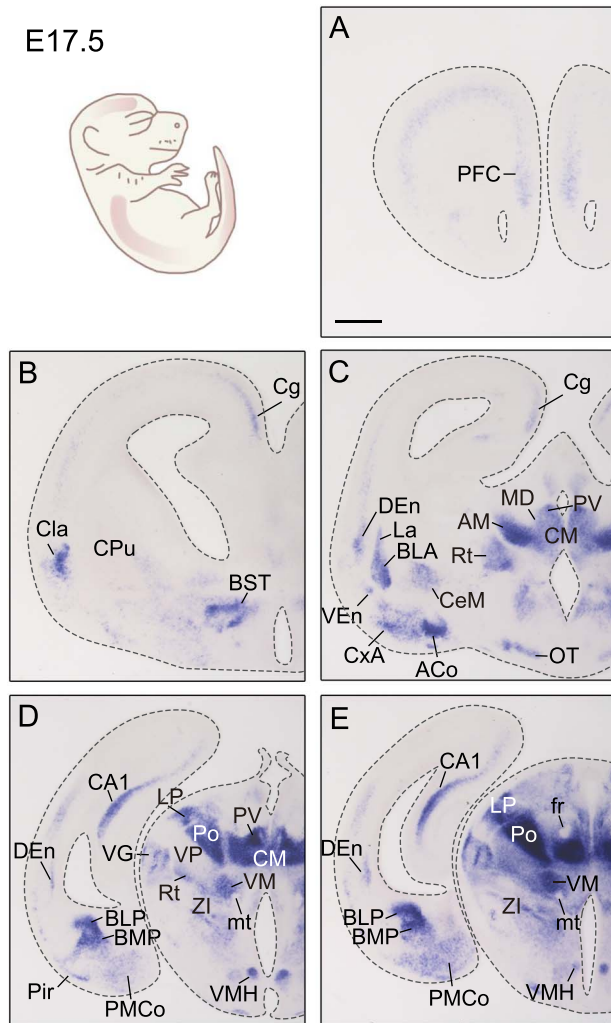 E17.5
A
PFC
B
Cg
Cla
CPu
BST
C
Cg
DEn
La
BLA
AM
MD
PV
CM
Rt
VEn
CeM
CxA
ACo
OT
D
CA1
LP
PV
Po
VG
VP
CM
DEn
Rt
VM
ZI
mt
BLP
BMP
Pir
PMCo
VMH
E
CA1
LP
fr
Po
DEn
VM
ZI
mt
BLP
BMP
PMCo
VMH